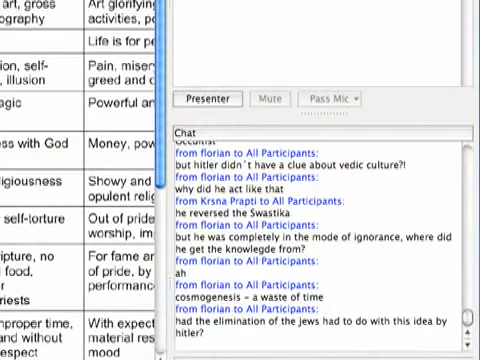 art, gross
ography
Art glorifying
activities, po
Life is for pe
ion, self-
, illusion
Pain, miser
greed and c
agic
Powerful an
ss with God
Money, pow
ligiousness
Showy and
opulent relig
self-torture
Out of pride
worship, im
ripture, no
food,
riests
For fame ar
of pride, by
performance
mproper time,
and without
espect
With expect
material res
mood
Presenter
Mute
Pass Mic
Chat
Occultist
from florian to All Participants:
but hitler didn´t have a clue about vedic culture?!
from florian to All Participants:
why did he act like that
from Krsna Prapti to All Participants:
he reversed the Swastika
from florian to All Participants:
but he was completely in the mode of ignorance, where did
he get the knowlegde from?
from florian to All Participants:
ah
from florian to All Participants:
cosmogenesis - a waste of time
from florian to All Participants:
had the elimination of the jews had to do with this idea by
hitler?